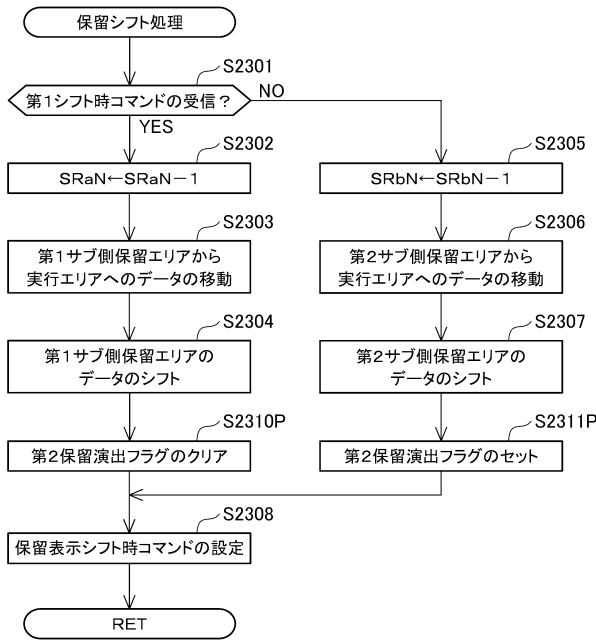 保留シフト処理
S2301
第1シフト時コマンドの受信？
NO
YES
S2302
SRaN←SRaN−1
S2305
SRbN←SRbN−1
S2303
第1サブ側保留エリアから
実行エリアへのデータの移動
S2306
第2サブ側保留エリアから
実行エリアへのデータの移動
S2304
第1サブ側保留エリアの
データのシフト
S2307
第2サブ側保留エリアの
データのシフト
S2310P
第2保留演出フラグのクリア
S2311P
第2保留演出フラグのセット
S2308
保留表示シフト時コマンドの設定
RET